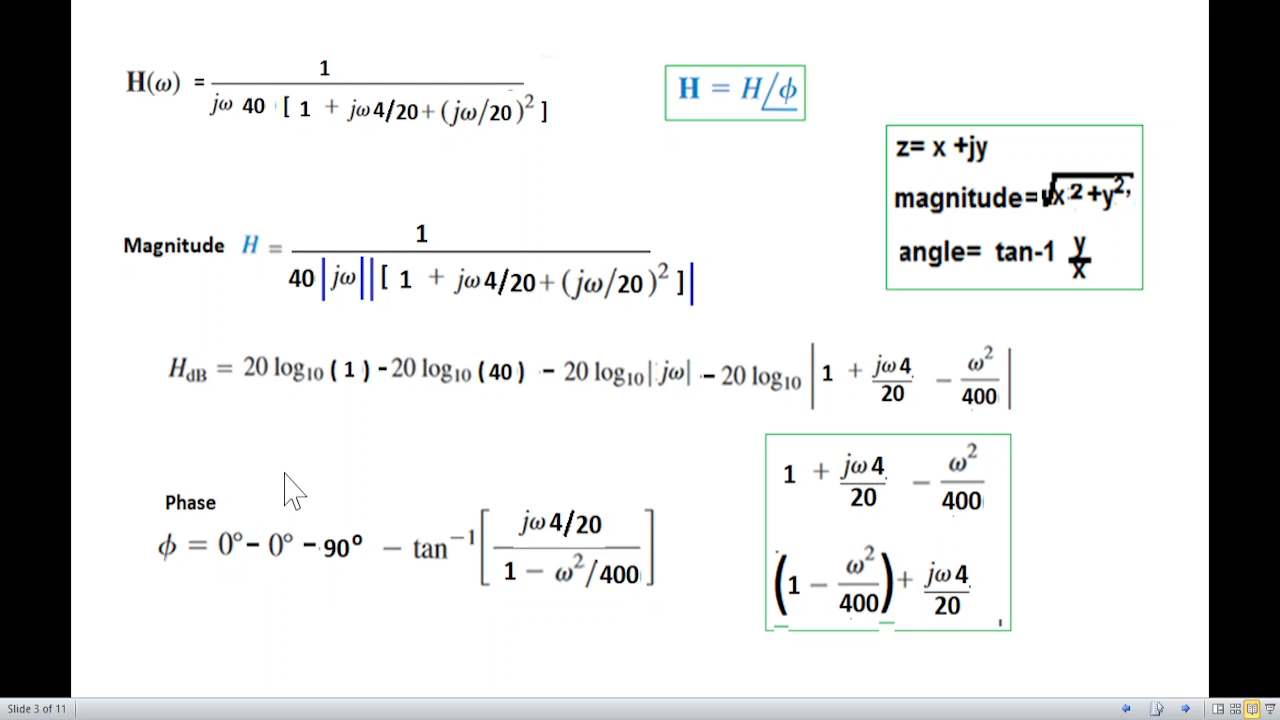 H(ω) = 1 / jω 40 [ 1 + jω4/20+(jω/20)² ]
H = H/ϕ
z= x +jy
magnitude=√x2+y2,
angle= tan-1 y/x
Magnitude H = 1 / 40|jω||[ 1 + jω4/20+(jω/20)² ]|
HdB = 20 log10 (1) - 20 log10 (40) - 20 log10|jω| - 20 log10 |1 + jω4/20 − ω²/400|
1 + jω4/20 − ω²/400
(1 − ω²/400) + jω4/20
Phase
ϕ = 0° - 0° - 90° − tan⁻¹[ jω4/20 / 1 − ω²/400 ]
Slide 3 of 11